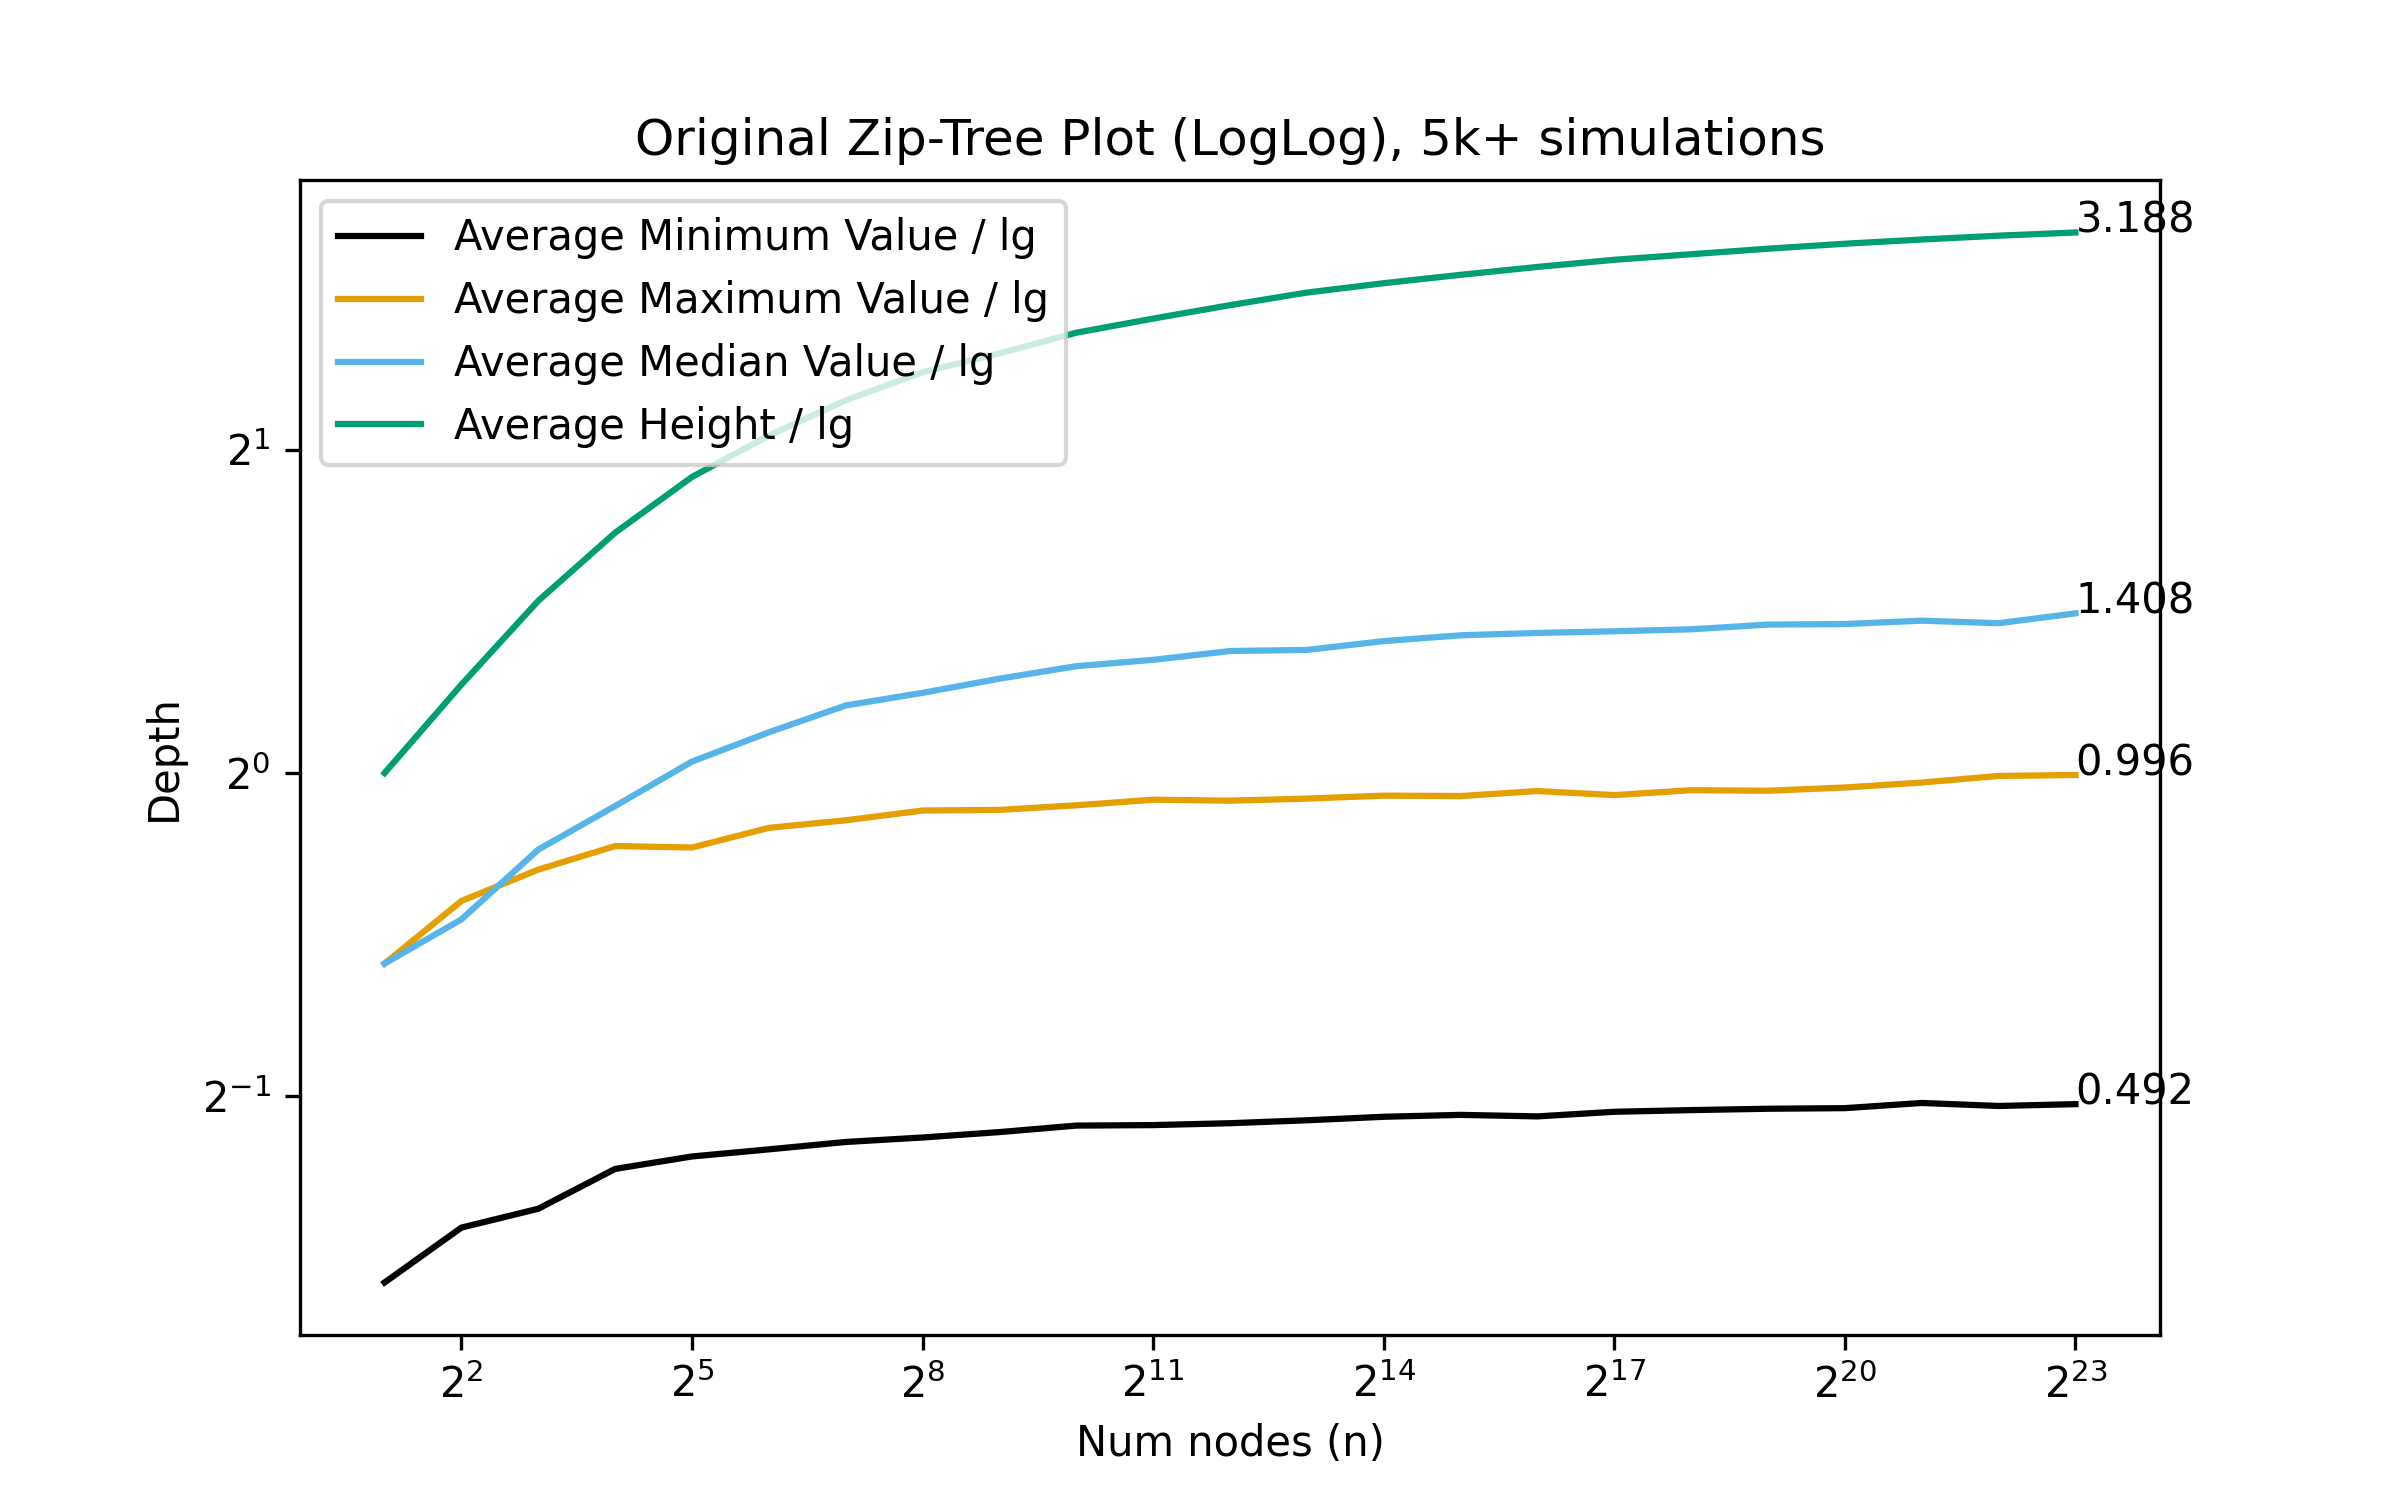 Original Zip-Tree Plot (LogLog), 5k+ simulations
Average Minimum Value / lg
Average Maximum Value / lg
Average Median Value / lg
Average Height / lg
3.188
1.408
0.996
0.492
2¹
2⁰
2⁻¹
Depth
2² 2⁵ 2⁸ 2¹¹ 2¹⁴ 2¹⁷ 2²⁰ 2²³
Num nodes (n)